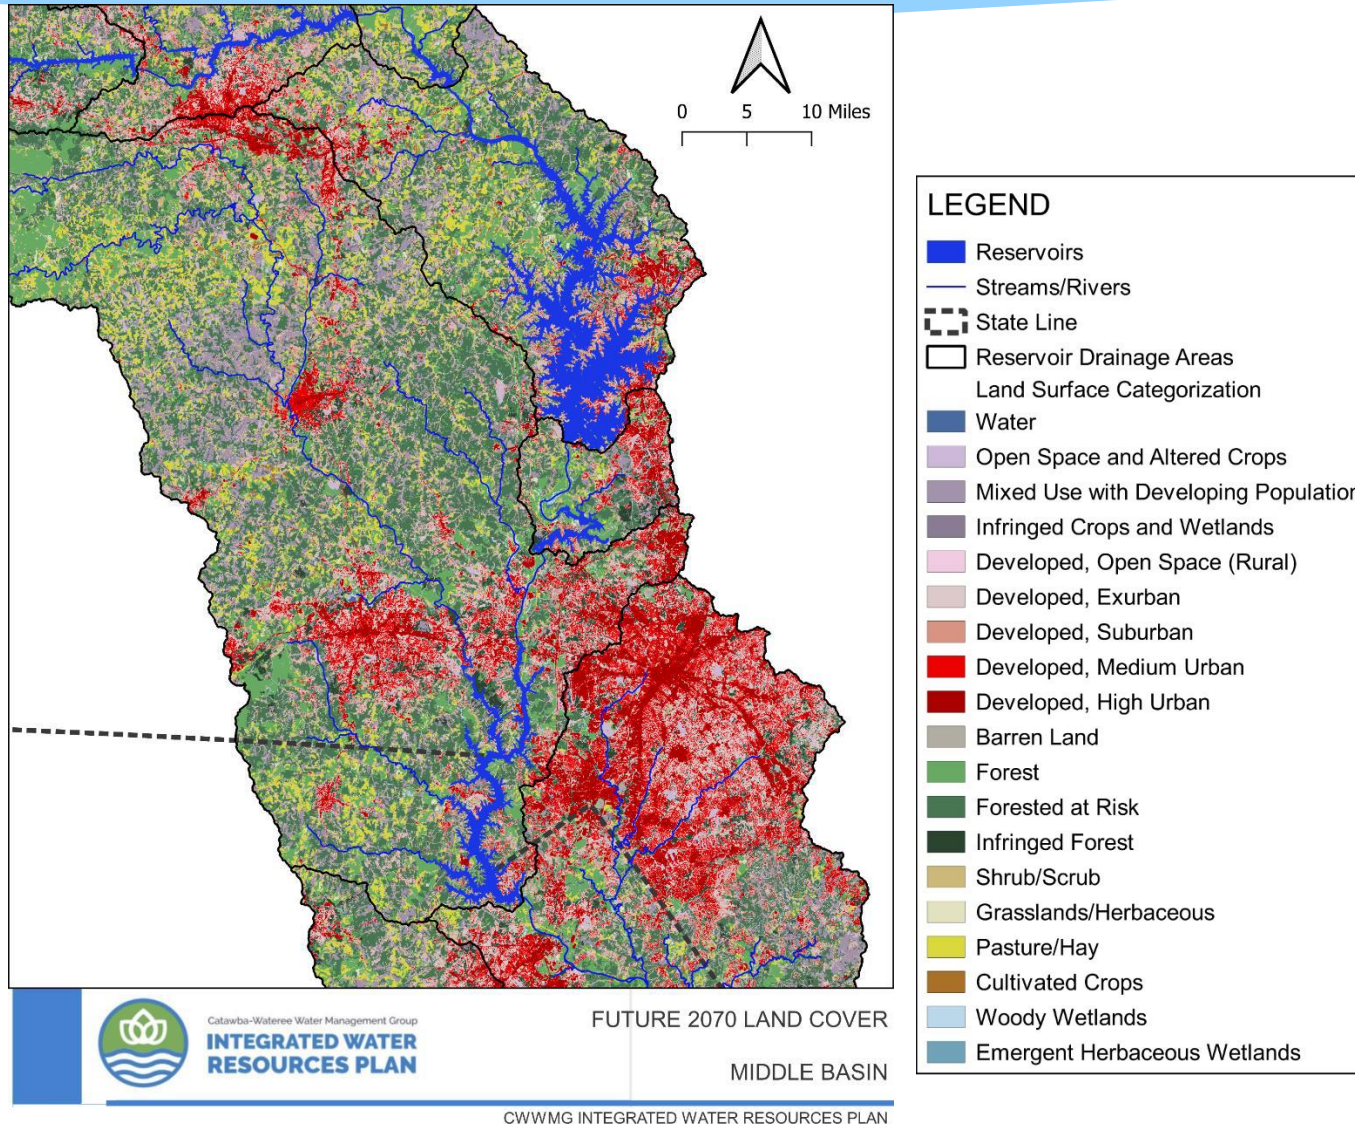 0 5 10 Miles
LEGEND
Reservoirs
Streams/Rivers
State Line
Reservoir Drainage Areas
Land Surface Categorization
Water
Open Space and Altered Crops
Mixed Use with Developing Population
Infringed Crops and Wetlands
Developed, Open Space (Rural)
Developed, Exurban
Developed, Suburban
Developed, Medium Urban
Developed, High Urban
Barren Land
Forest
Forested at Risk
Infringed Forest
Shrub/Scrub
Grasslands/Herbaceous
Pasture/Hay
Cultivated Crops
Woody Wetlands
Emergent Herbaceous Wetlands
Catawba-Wateree Water Management Group
INTEGRATED WATER
RESOURCES PLAN
FUTURE 2070 LAND COVER
MIDDLE BASIN
CWWMG INTEGRATED WATER RESOURCES PLAN